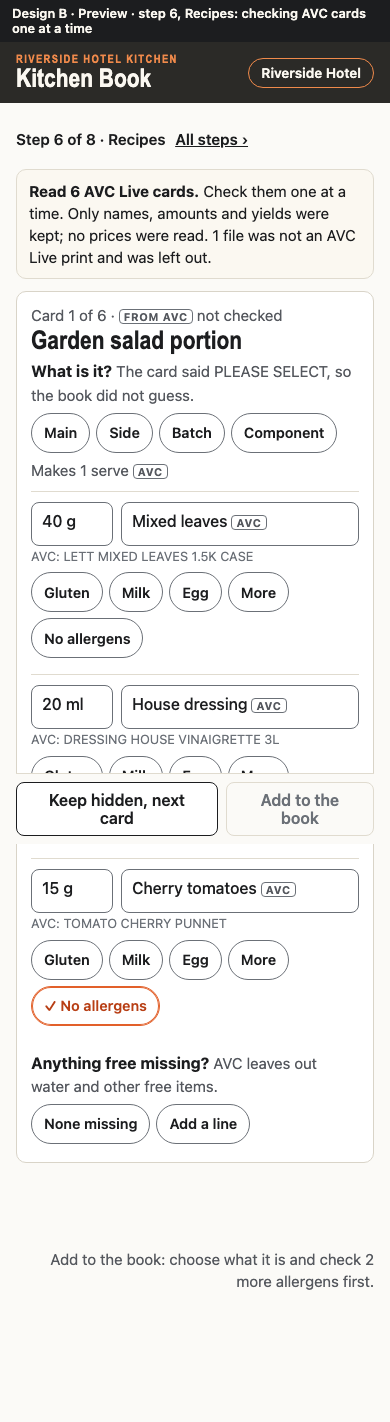 Design B · Preview · step 6, Recipes: checking AVC cards
one at a time
RIVERSIDE HOTEL KITCHEN
Kitchen Book
Riverside Hotel
Step 6 of 8 · Recipes All steps ›
Read 6 AVC Live cards. Check them one at a
time. Only names, amounts and yields were
kept; no prices were read. 1 file was not an AVC
Live print and was left out.
Card 1 of 6 · FROM AVC not checked
Garden salad portion
What is it? The card said PLEASE SELECT, so
the book did not guess.
Main Side Batch Component
Makes 1 serve AVC
40 g Mixed leaves AVC
AVC: LETT MIXED LEAVES 1.5K CASE
Gluten Milk Egg More
No allergens
20 ml House dressing AVC
AVC: DRESSING HOUSE VINAIGRETTE 3L
Keep hidden, next
card
Add to the
book
15 g Cherry tomatoes AVC
AVC: TOMATO CHERRY PUNNET
Gluten Milk Egg More
✓ No allergens
Anything free missing? AVC leaves out
water and other free items.
None missing Add a line
Add to the book: choose what it is and check 2
more allergens first.